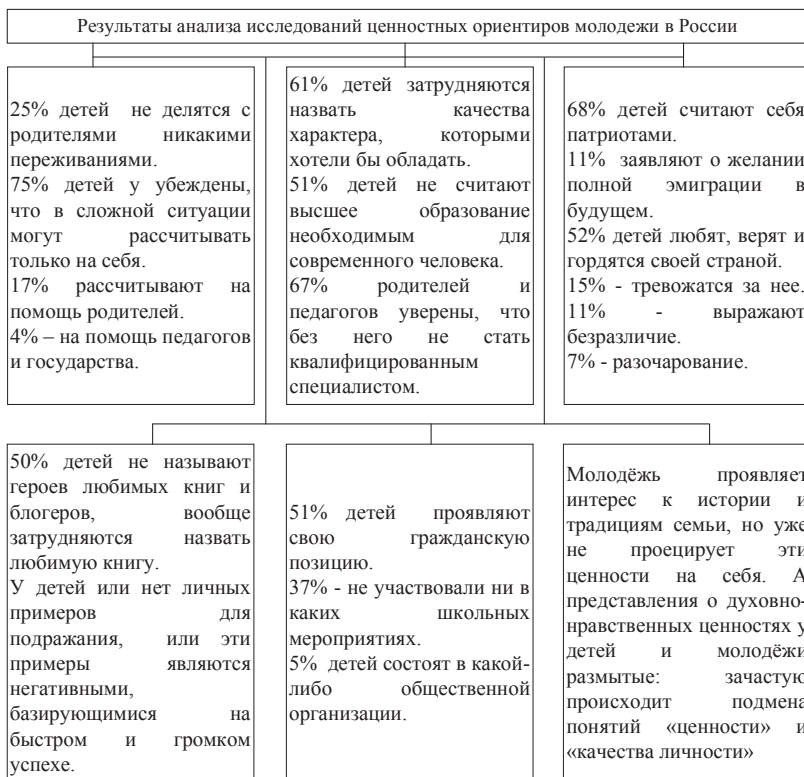 Результаты анализа исследований ценностных ориентиров молодежи в России
25% детей не делятся с
родителями никакими
переживаниями.
75% детей у убеждены,
что в сложной ситуации
могут рассчитывать
только на себя.
17% рассчитывают на
помощь родителей.
4% – на помощь педагогов
и государства.
61% детей затрудняются
назвать качества
характера, которыми
хотели бы обладать.
51% детей не считают
высшее образование
необходимым для
современного человека.
67% родителей и
педагогов уверены, что
без него не стать
квалифицированным
специалистом.
68% детей считают себя
патриотами.
11% заявляют о желании
полной эмиграции в
будущем.
52% детей любят, верят и
гордятся своей страной.
15% - тревожатся за нее.
11% - выражают
безразличие.
7% - разочарование.
50% детей не называют
героев любимых книг и
блогеров, вообще
затрудняются назвать
любимую книгу.
У детей или нет личных
примеров для
подражания, или эти
примеры являются
негативными,
базирующимися на
быстром и громком
успехе.
51% детей проявляют
свою гражданскую
позицию.
37% - не участвовали ни в
каких школьных
мероприятиях.
5% детей состоят в какой-
либо общественной
организации.
Молодёжь проявляет
интерес к истории и
традициям семьи, но уже
не проецирует эти
ценности на себя. А
представления о духовно-
нравственных ценностях у
детей и молодёжи
размытые: зачастую
происходит подмена
понятий «ценности» и
«качества личности»